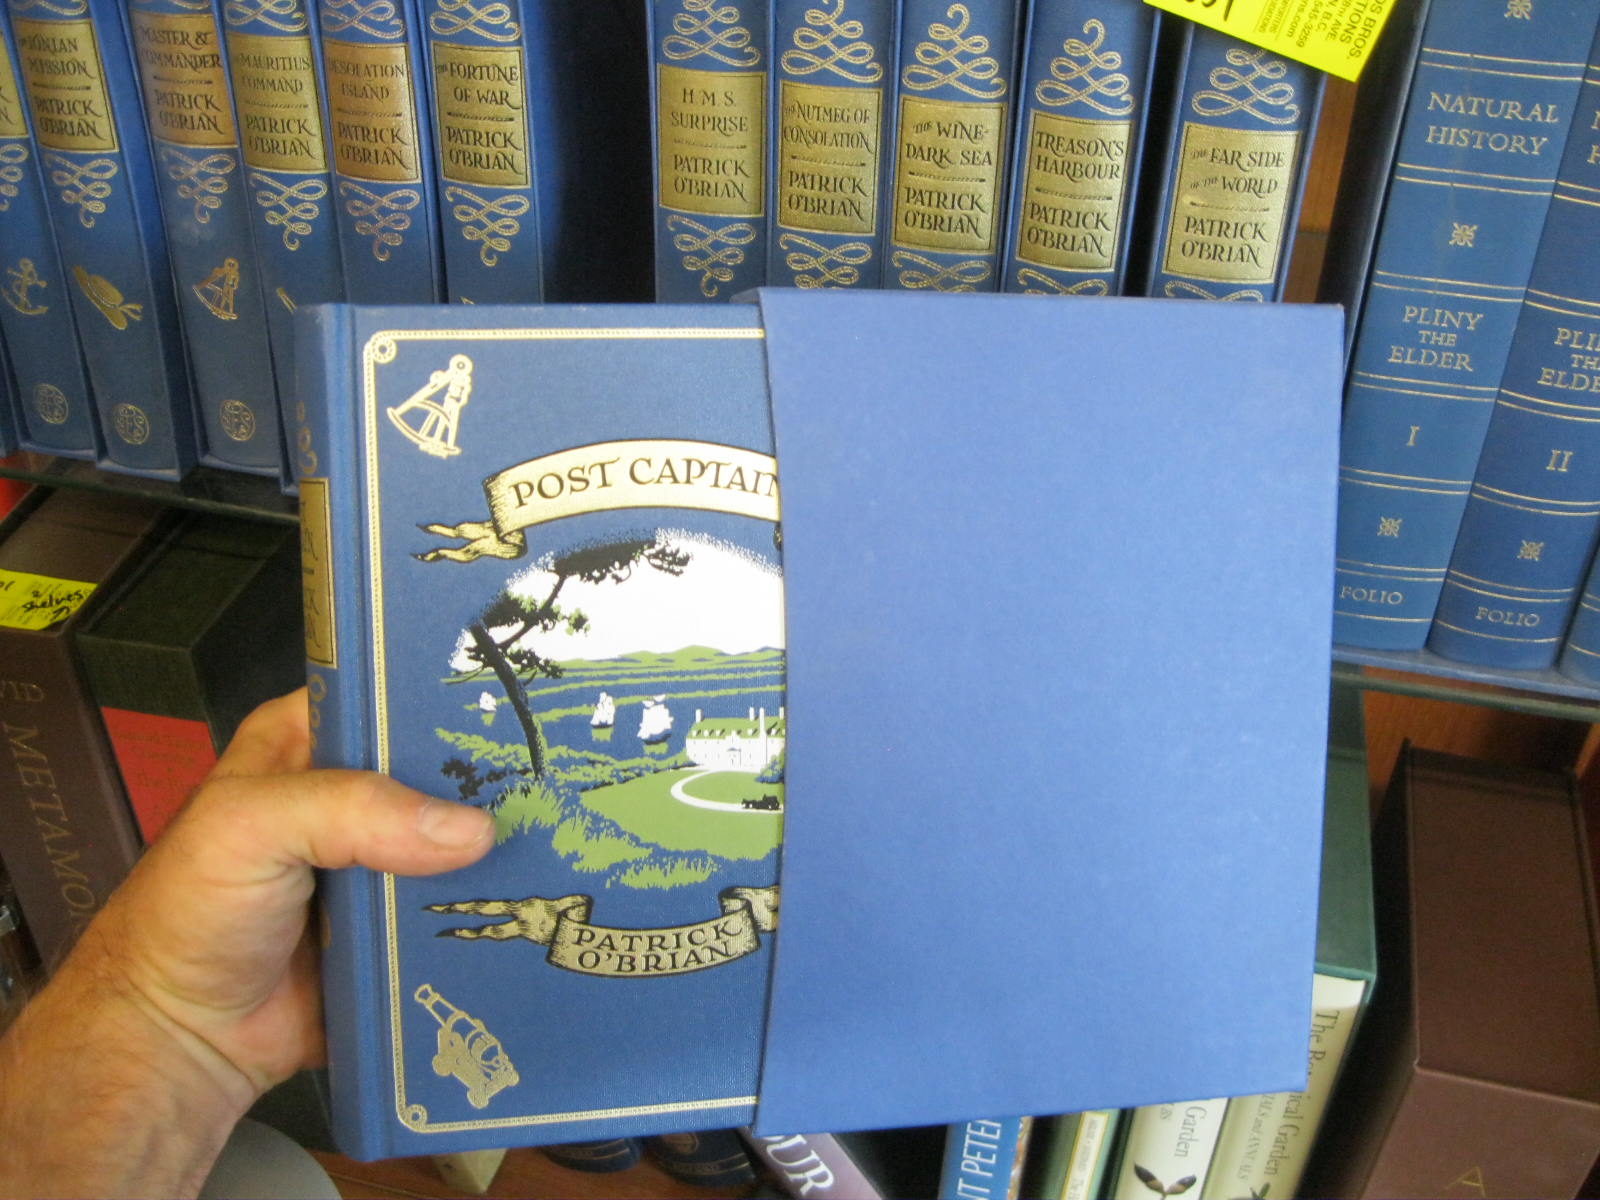 THE IONIAN
MISSION
PATRICK
O'BRIAN
MASTER &
COMMANDER
PATRICK
O'BRIAN
THE MAURITIUS
COMMAND
PATRICK
O'BRIAN
DESOLATION
ISLAND
PATRICK
O'BRIAN
THE FORTUNE
OF WAR
PATRICK
O'BRIAN
H.M.S.
SURPRISE
PATRICK
O'BRIAN
THE NUTMEG OF
CONSOLATION
PATRICK
O'BRIAN
THE WINE-
DARK SEA
PATRICK
O'BRIAN
TREASON'S
HARBOUR
PATRICK
O'BRIAN
THE FAR SIDE
OF THE WORLD
PATRICK
O'BRIAN
NATURAL
HISTORY
PLINY
THE
ELDER
I
FOLIO
II
FOLIO
POST CAPTAIN
PATRICK
O'BRIAN
shelves
METAMO
Garden